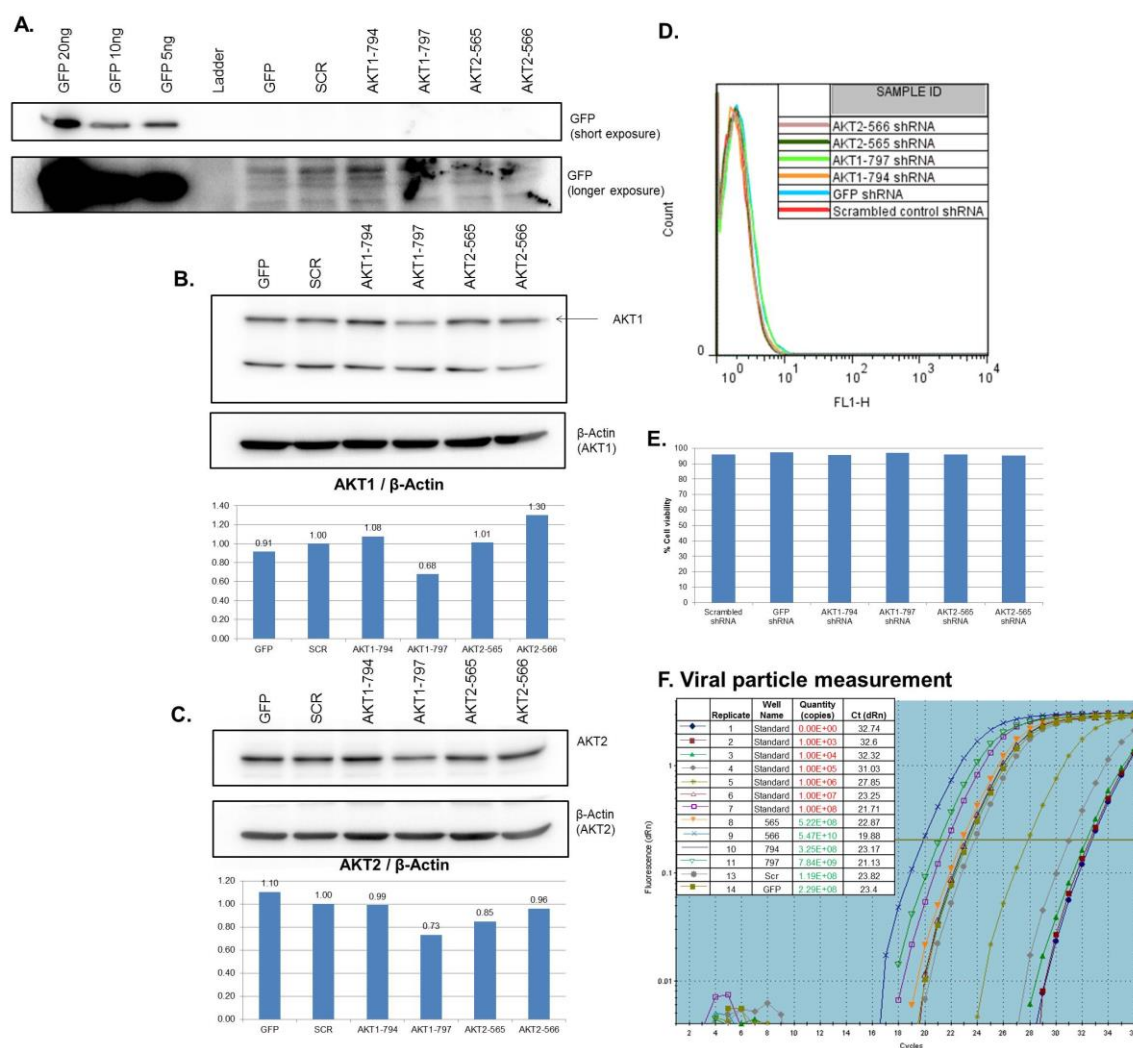 A.
GFP 20ng
GFP 10ng
GFP 5ng
Ladder
GFP
SCR
AKT1-794
AKT1-797
AKT2-565
AKT2-566
GFP
(short exposure)
GFP
(longer exposure)
B.
GFP
SCR
AKT1-794
AKT1-797
AKT2-565
AKT2-566
AKT1
β-Actin
(AKT1)
AKT1 / β-Actin
1.40
1.20
1.00
0.80
0.60
0.40
0.20
0.00
0.91
1.00
1.08
0.68
1.01
1.30
GFP SCR AKT1-794 AKT1-797 AKT2-565 AKT2-566
C.
GFP
SCR
AKT1-794
AKT1-797
AKT2-565
AKT2-566
AKT2
β-Actin
(AKT2)
AKT2 / β-Actin
1.20
1.00
0.80
0.60
0.40
0.20
0.00
1.10
1.00
0.99
0.73
0.85
0.96
GFP SCR AKT1-794 AKT1-797 AKT2-565 AKT2-566
D.
SAMPLE ID
AKT2-566 shRNA
AKT2-565 shRNA
AKT1-797 shRNA
AKT1-794 shRNA
GFP shRNA
Scrambled control shRNA
Count
0
10⁰ 10¹ 10² 10³ 10⁴
FL1-H
E.
% Cell viability
100
90
80
70
60
50
40
30
20
10
0
Scrambled shRNA
GFP shRNA
AKT1-794 shRNA
AKT1-797 shRNA
AKT2-565 shRNA
AKT2-565 shRNA
F. Viral particle measurement
Replicate Well Name Quantity (copies) Ct (dRn)
1 Standard 0.00E+00 32.74
2 Standard 1.00E+03 32.6
3 Standard 1.00E+04 32.32
4 Standard 1.00E+05 31.03
5 Standard 1.00E+06 27.85
6 Standard 1.00E+07 23.25
7 Standard 1.00E+08 21.71
8 565 5.22E+08 22.87
9 566 5.47E+10 19.88
10 794 3.25E+08 23.17
11 797 7.84E+09 21.13
13 Scr 1.19E+08 23.82
14 GFP 2.29E+08 23.4
Fluorescence (dRn)
1
0.1
0.01
2 4 6 8 10 12 14 16 18 20 22 24 26 28 30 32 34 36
Cycles